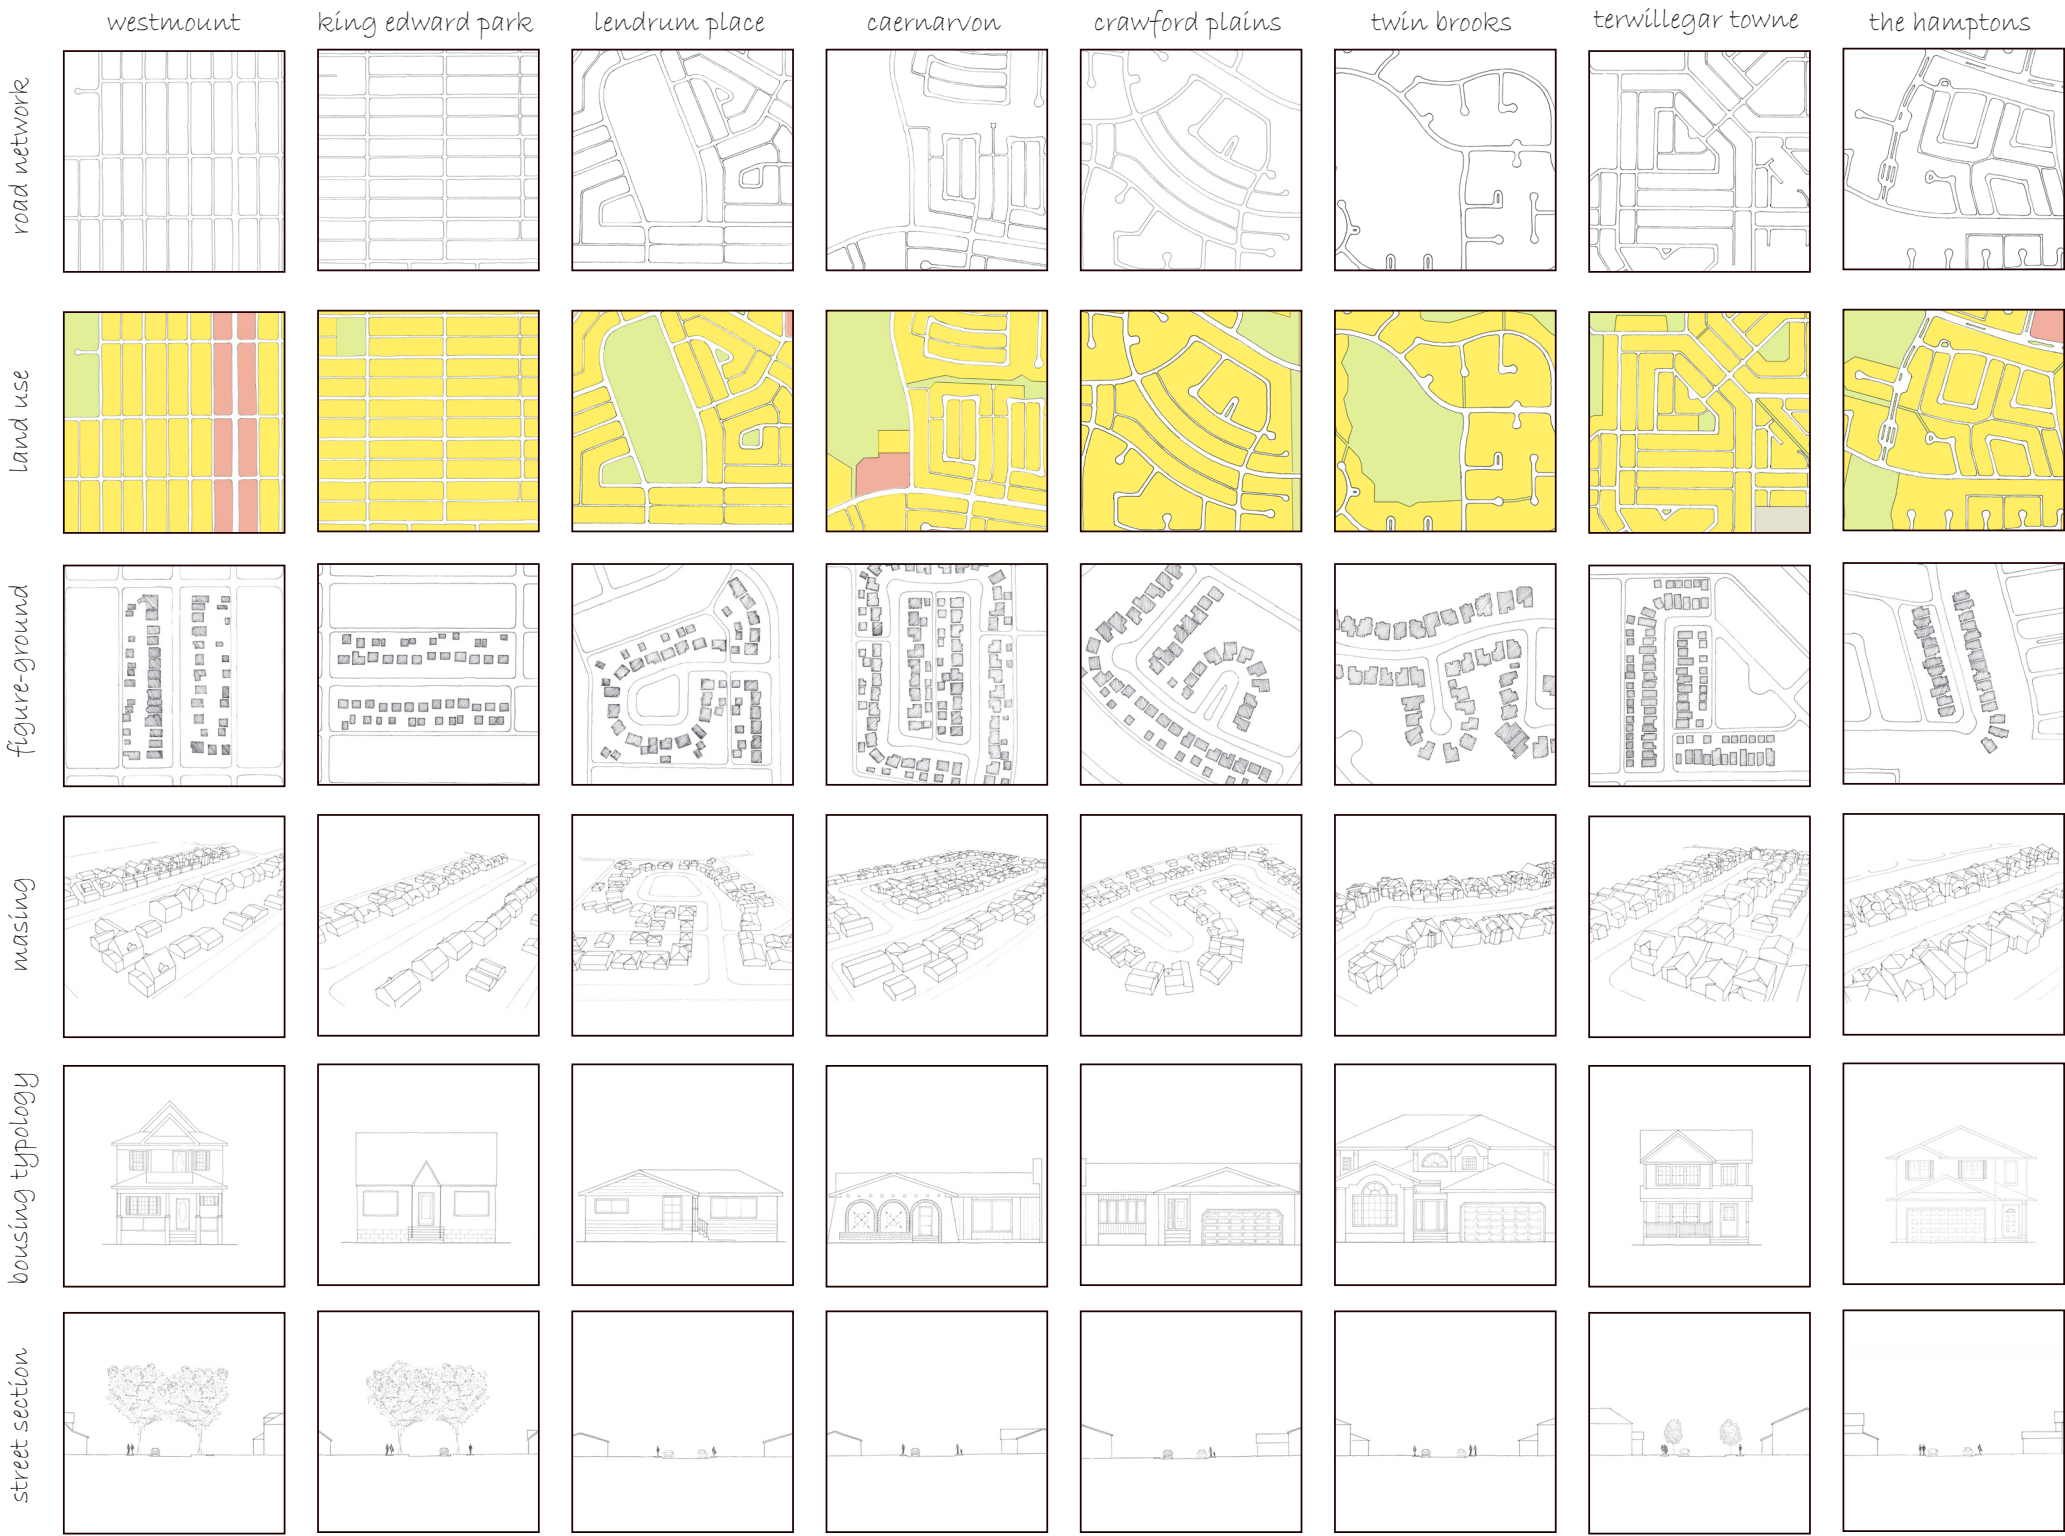 westmount
king edward park
lendrum place
caernarvon
crawford plains
twin brooks
terwillegar towne
the hamptons
road network
land use
figure-ground
masing
housing typology
street section